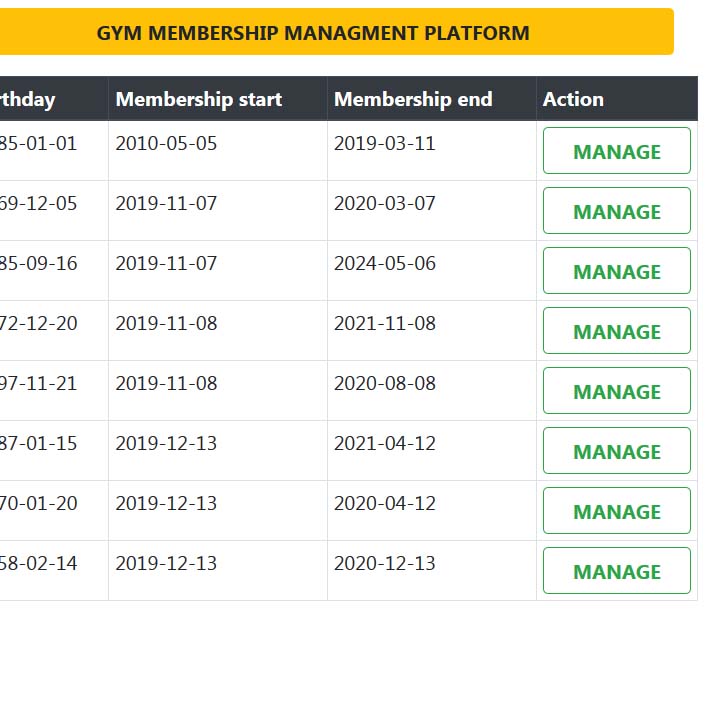 GYM MEMBERSHIP MANAGMENT PLATFORM
rthday Membership start Membership end Action
85-01-01 2010-05-05 2019-03-11 MANAGE
69-12-05 2019-11-07 2020-03-07 MANAGE
85-09-16 2019-11-07 2024-05-06 MANAGE
72-12-20 2019-11-08 2021-11-08 MANAGE
97-11-21 2019-11-08 2020-08-08 MANAGE
87-01-15 2019-12-13 2021-04-12 MANAGE
70-01-20 2019-12-13 2020-04-12 MANAGE
58-02-14 2019-12-13 2020-12-13 MANAGE